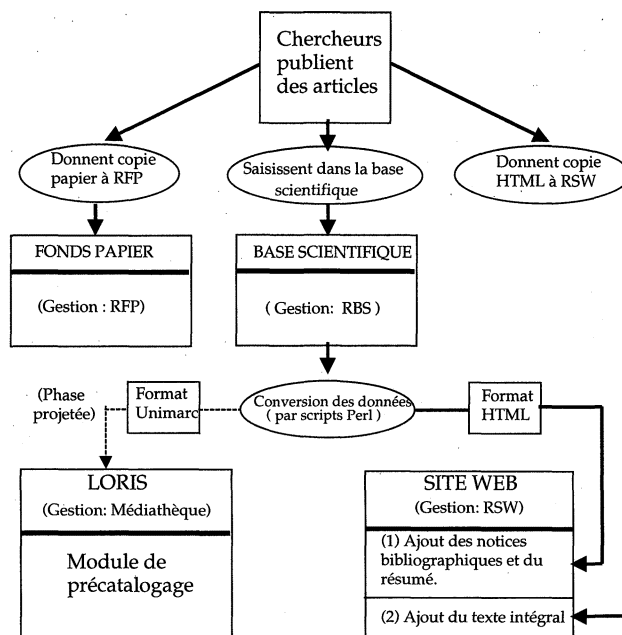 Chercheurs
publient
des articles
Donnent copie
papier à RFP
Saisissent dans la base
scientifique
Donnent copie
HTML à RSW
FONDS PAPIER
(Gestion : RFP)
BASE SCIENTIFIQUE
( Gestion: RBS )
(Phase
projetée)
Format
Unimarc
Conversion des données
( par scripts Perl )
Format
HTML
LORIS
(Gestion: Médiathèque)
Module de
précatalogage
SITE WEB
(Gestion: RSW)
(1) Ajout des notices
bibliographiques et du
résumé.
(2) Ajout du texte intégral